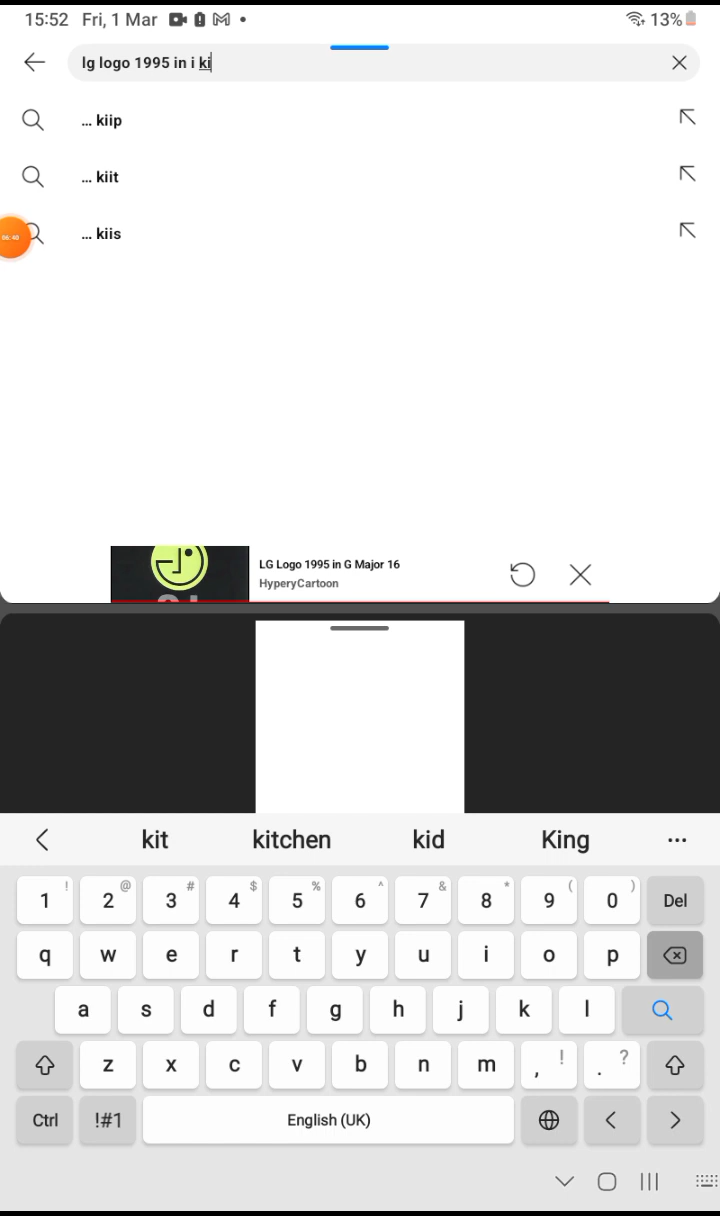 15:52 Fri, 1 Mar 13%
lg logo 1995 in i ki
... kiip
... kiit
06:40
... kiis
LG Logo 1995 in G Major 16
HyperyCartoon
kit kitchen kid King ...
1 ! 2 @ 3 # 4 $ 5 % 6 ^ 7 & 8 * 9 ( 0 ) Del
q w e r t y u i o p
a s d f g h j k l
z x c v b n m , ! . ?
Ctrl !#1 English (UK) < >